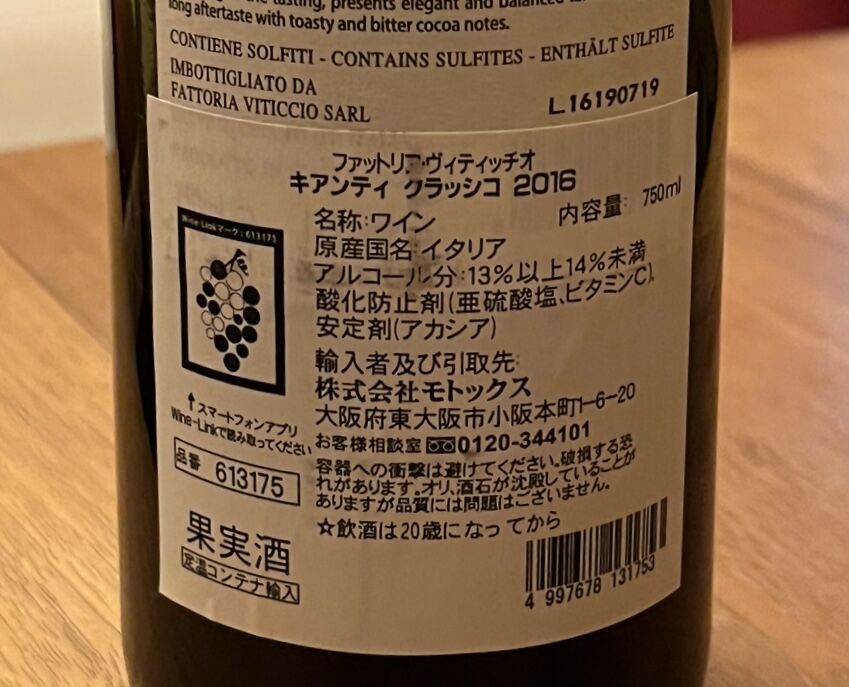 the tasting, presents elegant and balanced
long aftertaste with toasty and bitter cocoa notes.
CONTIENE SOLFITI - CONTAINS SULFITES - ENTHÄLT SULFITE
IMBOTTIGLIATO DA
FATTORIA VITICCIO SARL
L16190719
ファットリア・ヴィティッチオ
キアンティ クラッシコ 2016
内容量: 750ml
名称:ワイン
原産国名:イタリア
アルコール分:13%以上14%未満
酸化防止剤(亜硫酸塩、ビタミンC)、
安定剤(アカシア)
輸入者及び引取先:
株式会社モトックス
大阪府東大阪市小阪本町1-6-20
お客様相談室 0120-344101
容器への衝撃は避けてください。破損する恐
れがあります。オリ、酒石が沈殿していることが
ありますが品質には問題はございません。
☆飲酒は20歳になってから
Wine-Linkマーク:613175
↑スマートフォンアプリ
Wine-Linkで読み取ってください
品番 613175
果実酒
定温コンテナ輸入
4 997678 131753